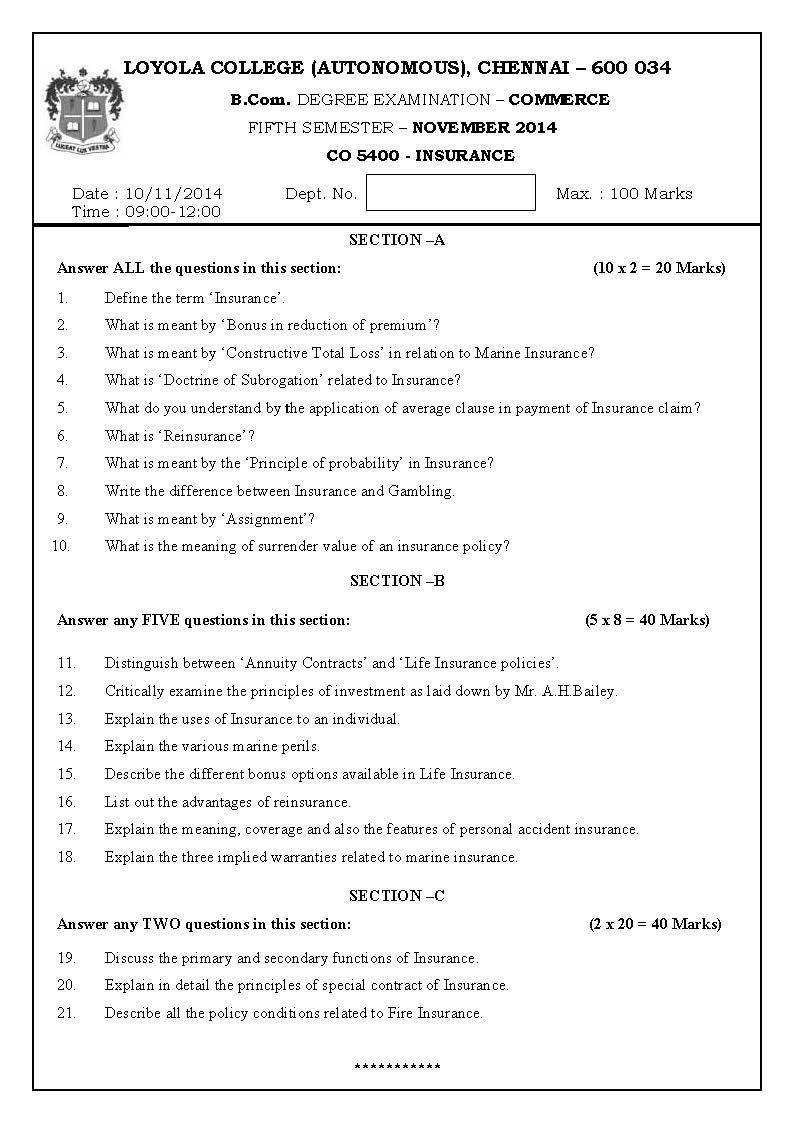 LOYOLA COLLEGE (AUTONOMOUS), CHENNAI – 600 034
B.Com. DEGREE EXAMINATION – COMMERCE
FIFTH SEMESTER – NOVEMBER 2014
CO 5400 - INSURANCE
LUCEAT LUX VESTRA
Date : 10/11/2014 Dept. No. Max. : 100 Marks
Time : 09:00-12:00
SECTION –A
Answer ALL the questions in this section: (10 x 2 = 20 Marks)
1. Define the term ‘Insurance’.
2. What is meant by ‘Bonus in reduction of premium’?
3. What is meant by ‘Constructive Total Loss’ in relation to Marine Insurance?
4. What is ‘Doctrine of Subrogation’ related to Insurance?
5. What do you understand by the application of average clause in payment of Insurance claim?
6. What is ‘Reinsurance’?
7. What is meant by the ‘Principle of probability’ in Insurance?
8. Write the difference between Insurance and Gambling.
9. What is meant by ‘Assignment’?
10. What is the meaning of surrender value of an insurance policy?
SECTION –B
Answer any FIVE questions in this section: (5 x 8 = 40 Marks)
11. Distinguish between ‘Annuity Contracts’ and ‘Life Insurance policies’.
12. Critically examine the principles of investment as laid down by Mr. A.H.Bailey.
13. Explain the uses of Insurance to an individual.
14. Explain the various marine perils.
15. Describe the different bonus options available in Life Insurance.
16. List out the advantages of reinsurance.
17. Explain the meaning, coverage and also the features of personal accident insurance.
18. Explain the three implied warranties related to marine insurance.
SECTION –C
Answer any TWO questions in this section: (2 x 20 = 40 Marks)
19. Discuss the primary and secondary functions of Insurance.
20. Explain in detail the principles of special contract of Insurance.
21. Describe all the policy conditions related to Fire Insurance.
***********